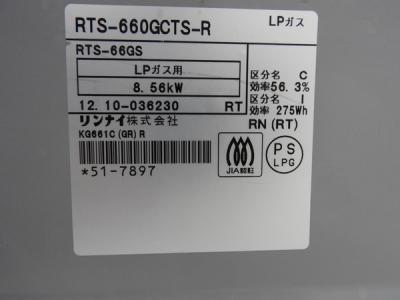 RTS-660GCTS-R
LPガス
RTS-66GS
LPガス用
8.56kW
区分名 C
効率56.3%
区分名 I
効率 275Wh
12.10-036230 RT
RN (RT)
リンナイ株式会社
KG661C(GR)R
JIA認証
PS
LPG
*51-7897